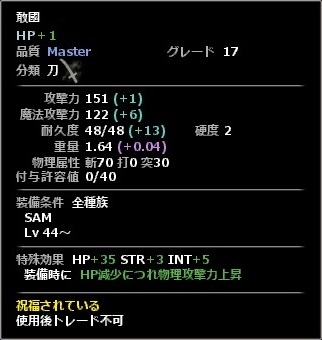 敢國
HP+1
品質 Master グレード 17
分類 刀
攻撃力 151 (+1)
魔法攻撃力 122 (+6)
耐久度 48/48 (+13) 硬度 2
重量 1.64 (+0.04)
物理属性 斬70 打0 突30
付与許容値 0/40
装備条件 全種族
SAM
Lv 44~
特殊効果 HP+35 STR+3 INT+5
装備時に HP減少につれ物理攻撃力上昇
祝福されている
使用後トレード不可